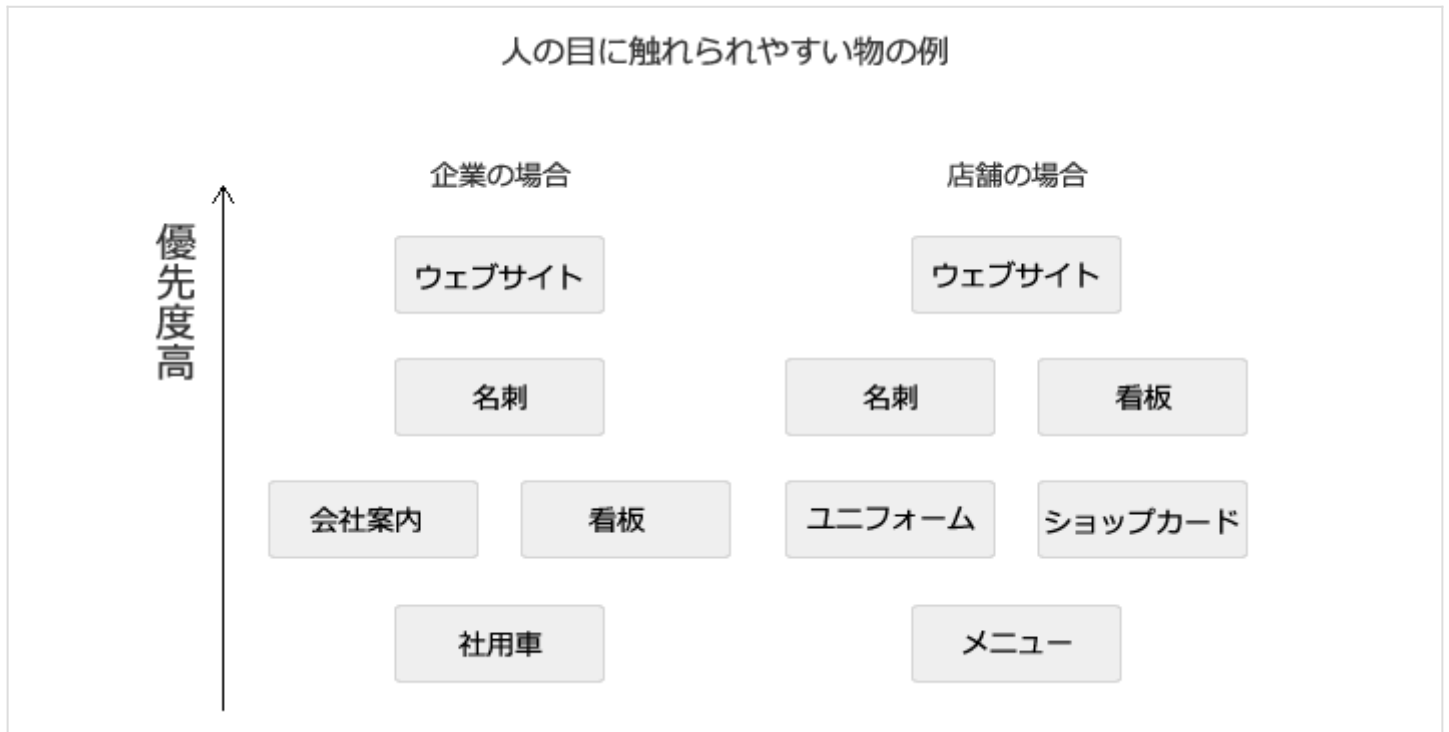 人の目に触れられやすい物の例
企業の場合
店舗の場合
優先度高
ウェブサイト
ウェブサイト
名刺
名刺
看板
会社案内
看板
ユニフォーム
ショップカード
社用車
メニュー